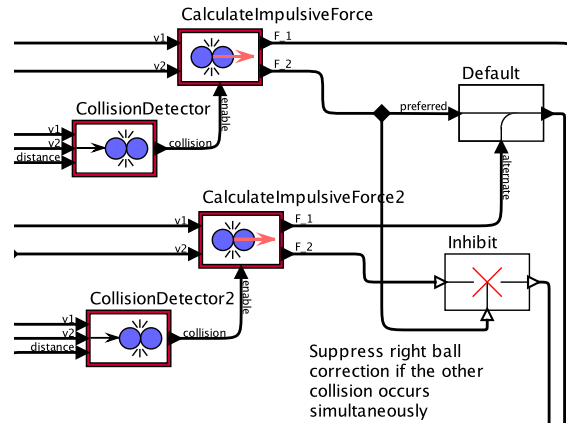 CalculateImpulsiveForce
v1
F_1
v2
F_2
enable
Default
preferred
alternate
CollisionDetector
v1
v2
distance
collision
CalculateImpulsiveForce2
v1
F_1
v2
F_2
enable
Inhibit
CollisionDetector2
v1
v2
distance
collision
Suppress right ball
correction if the other
collision occurs
simultaneously